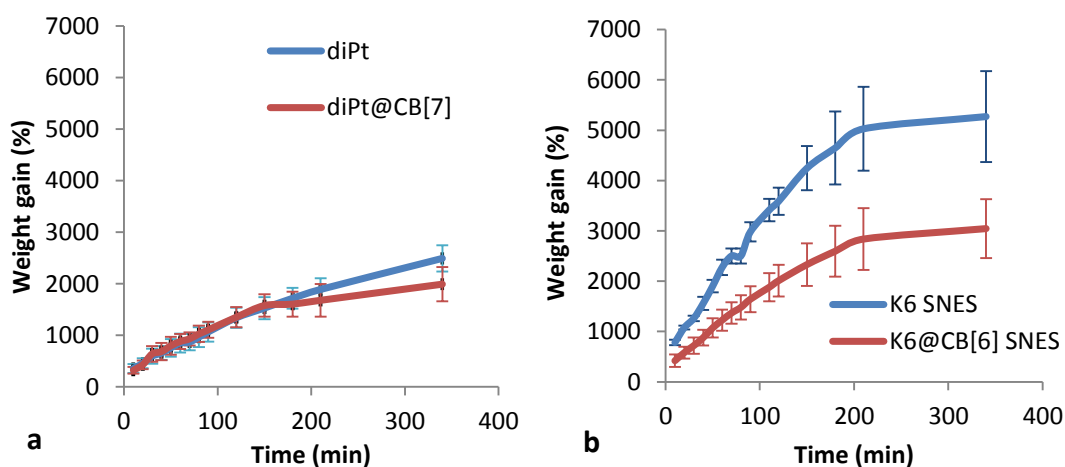 7000
6000
5000
4000
3000
2000
1000
0
Weight gain (%)
diPt
diPt@CB[7]
0 100 200 300 400
Time (min)
a
7000
6000
5000
4000
3000
2000
1000
0
Weight gain (%)
K6 SNES
K6@CB[6] SNES
0 100 200 300 400
Time (min)
b